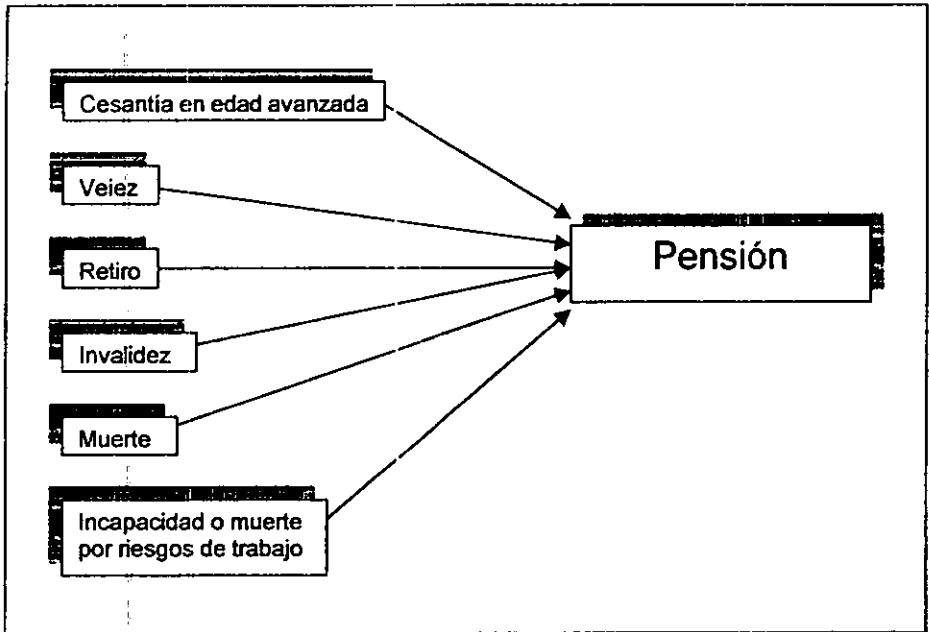 Cesantía en edad avanzada
Vejez
Retiro
Invalidez
Muerte
Incapacidad o muerte
por riesgos de trabajo
Pensión